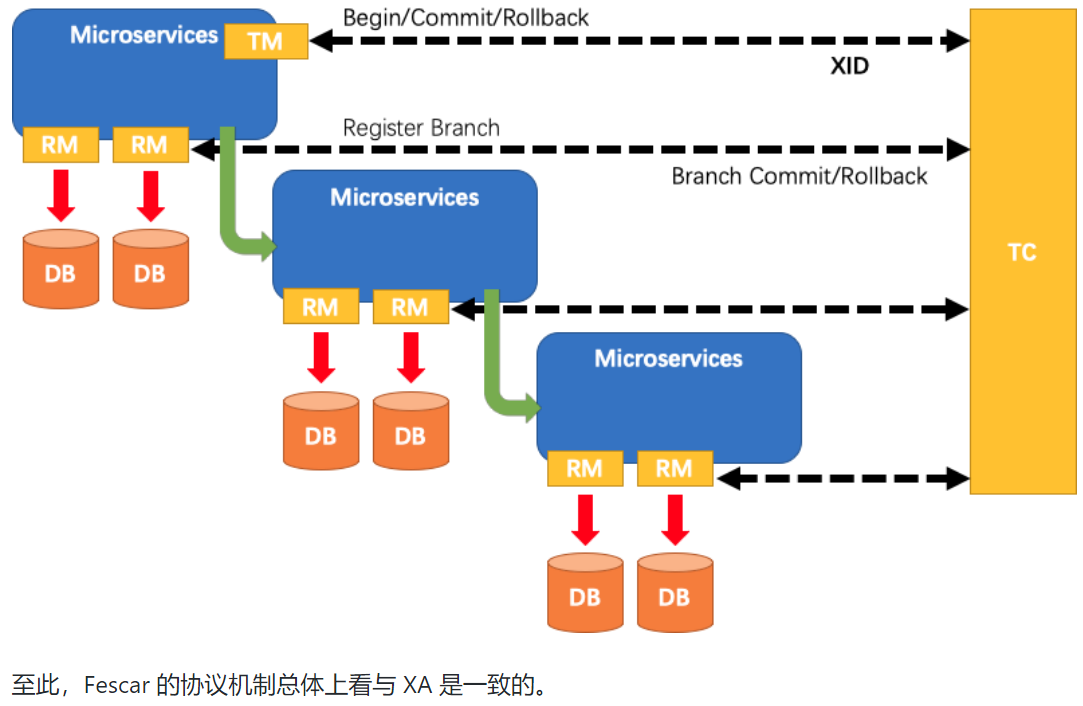 Begin/Commit/Rollback
Microservices
TM
XID
Register Branch
RM
RM
Branch Commit/Rollback
Microservices
DB
DB
TC
RM
RM
Microservices
DB
DB
RM
RM
DB
DB
至此，Fescar 的协议机制总体上看与 XA 是一致的。